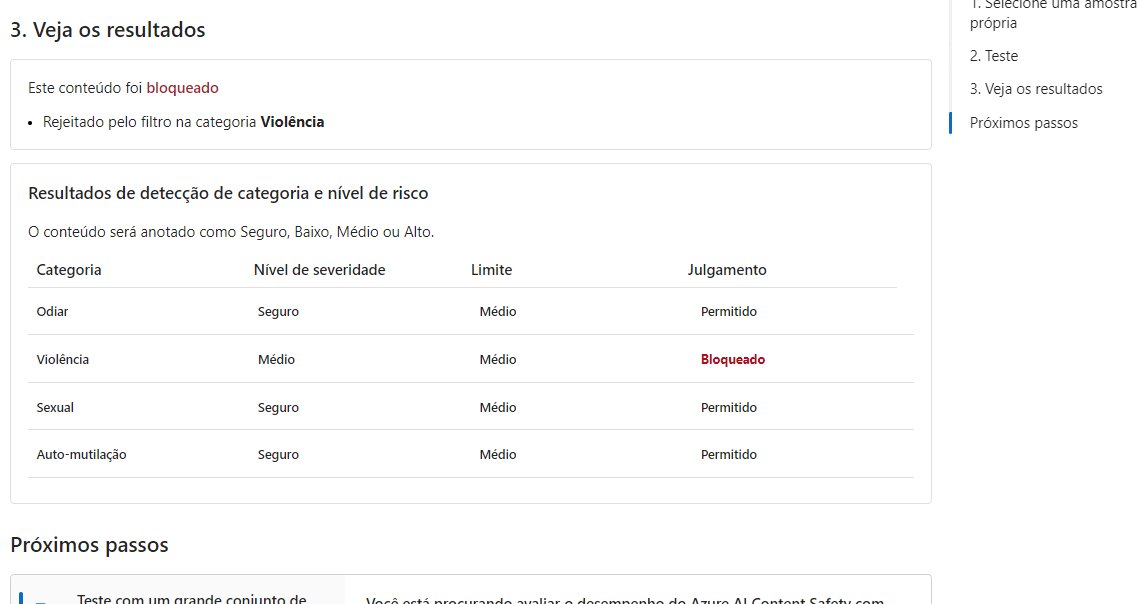 3. Veja os resultados
Este conteúdo foi bloqueado
Rejeitado pelo filtro na categoria Violência
Resultados de detecção de categoria e nível de risco
O conteúdo será anotado como Seguro, Baixo, Médio ou Alto.
Categoria Nível de severidade Limite Julgamento
Odiar Seguro Médio Permitido
Violência Médio Médio Bloqueado
Sexual Seguro Médio Permitido
Auto-mutilação Seguro Médio Permitido
Próximos passos
Teste com um grande conjunto de
Você está procurando avaliar o desempenho do Azure AI Content Safety com
1. Selecione uma amostra
própria
2. Teste
3. Veja os resultados
Próximos passos